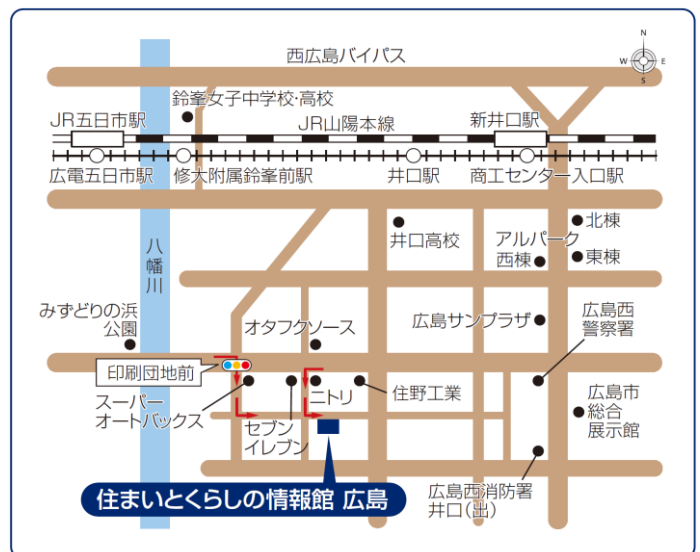 西広島バイパス
N
W
E
S
鈴峯女子中学校・高校
JR五日市駅
JR山陽本線
新井口駅
広電五日市駅
修大附属鈴峯前駅
井口駅
商工センター入口駅
八幡川
井口高校
アルパーク
北棟
西棟
東棟
みずどりの浜
公園
オタフクソース
広島サンプラザ
広島西
警察署
印刷団地前
スーパー
オートバックス
セブン
イレブン
ニトリ
住野工業
広島市
総合
展示館
住まいとくらしの情報館 広島
広島西消防署
井口(出)